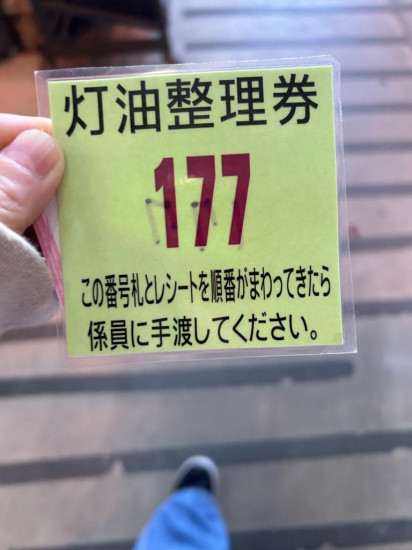 灯油整理券
177
この番号札とレシートを順番がまわってきたら
係員に手渡してください。